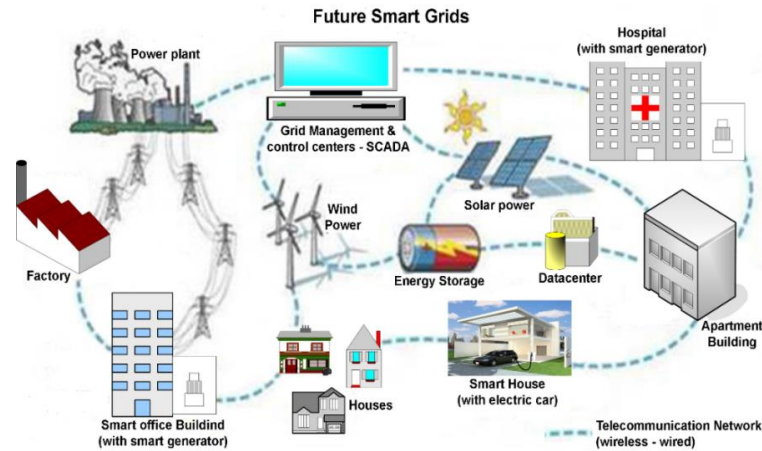 Future Smart Grids
Power plant
Hospital
(with smart generator)
Grid Management &
control centers - SCADA
Solar power
Wind
Power
Factory
Energy Storage
Datacenter
Apartment
Building
Smart House
(with electric car)
Houses
Smart office Buildind
(with smart generator)
Telecommunication Network
(wireless - wired)